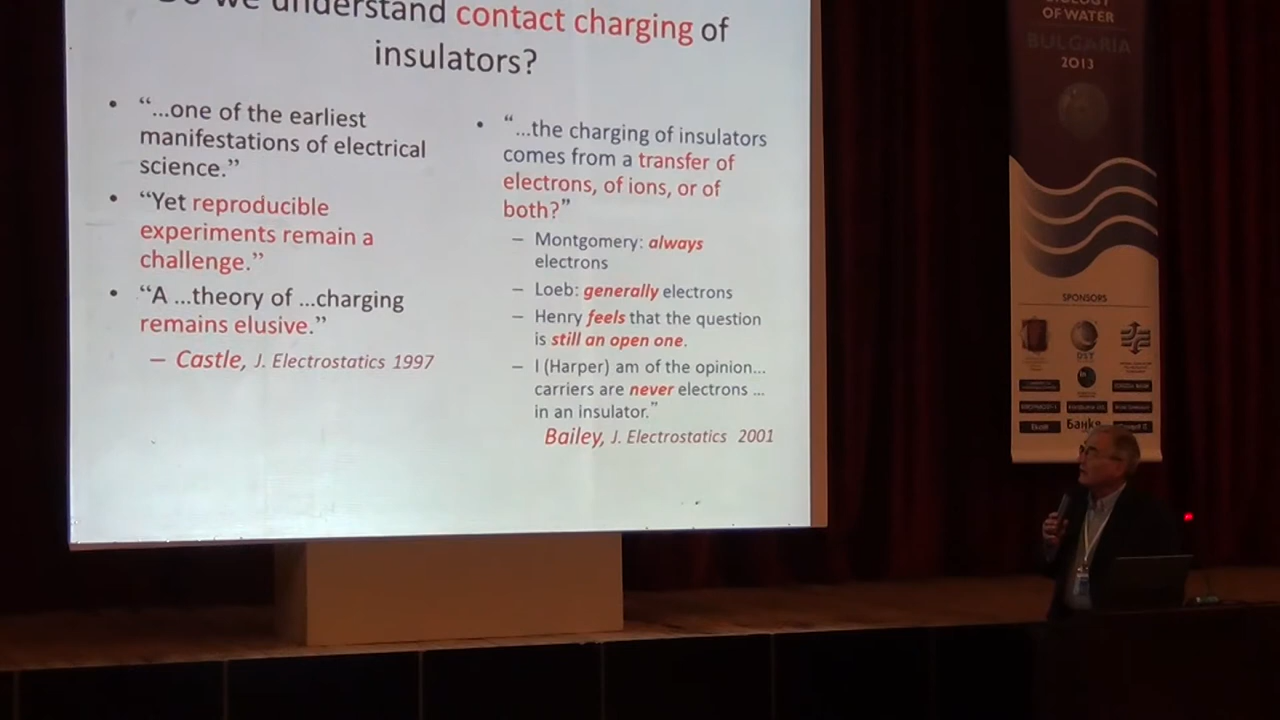 we understand contact charging of
insulators?
• “...one of the earliest
manifestations of electrical
science.”
• “Yet reproducible
experiments remain a
challenge.”
• “A ...theory of ...charging
remains elusive.”
– Castle, J. Electrostatics 1997
• “...the charging of insulators
comes from a transfer of
electrons, of ions, or of
both?”
– Montgomery: always
electrons
– Loeb: generally electrons
– Henry feels that the question
is still an open one.
– I (Harper) am of the opinion...
carriers are never electrons ...
in an insulator.”
Bailey, J. Electrostatics 2001
OF WATER
BULGARIA
2013
SPONSORS